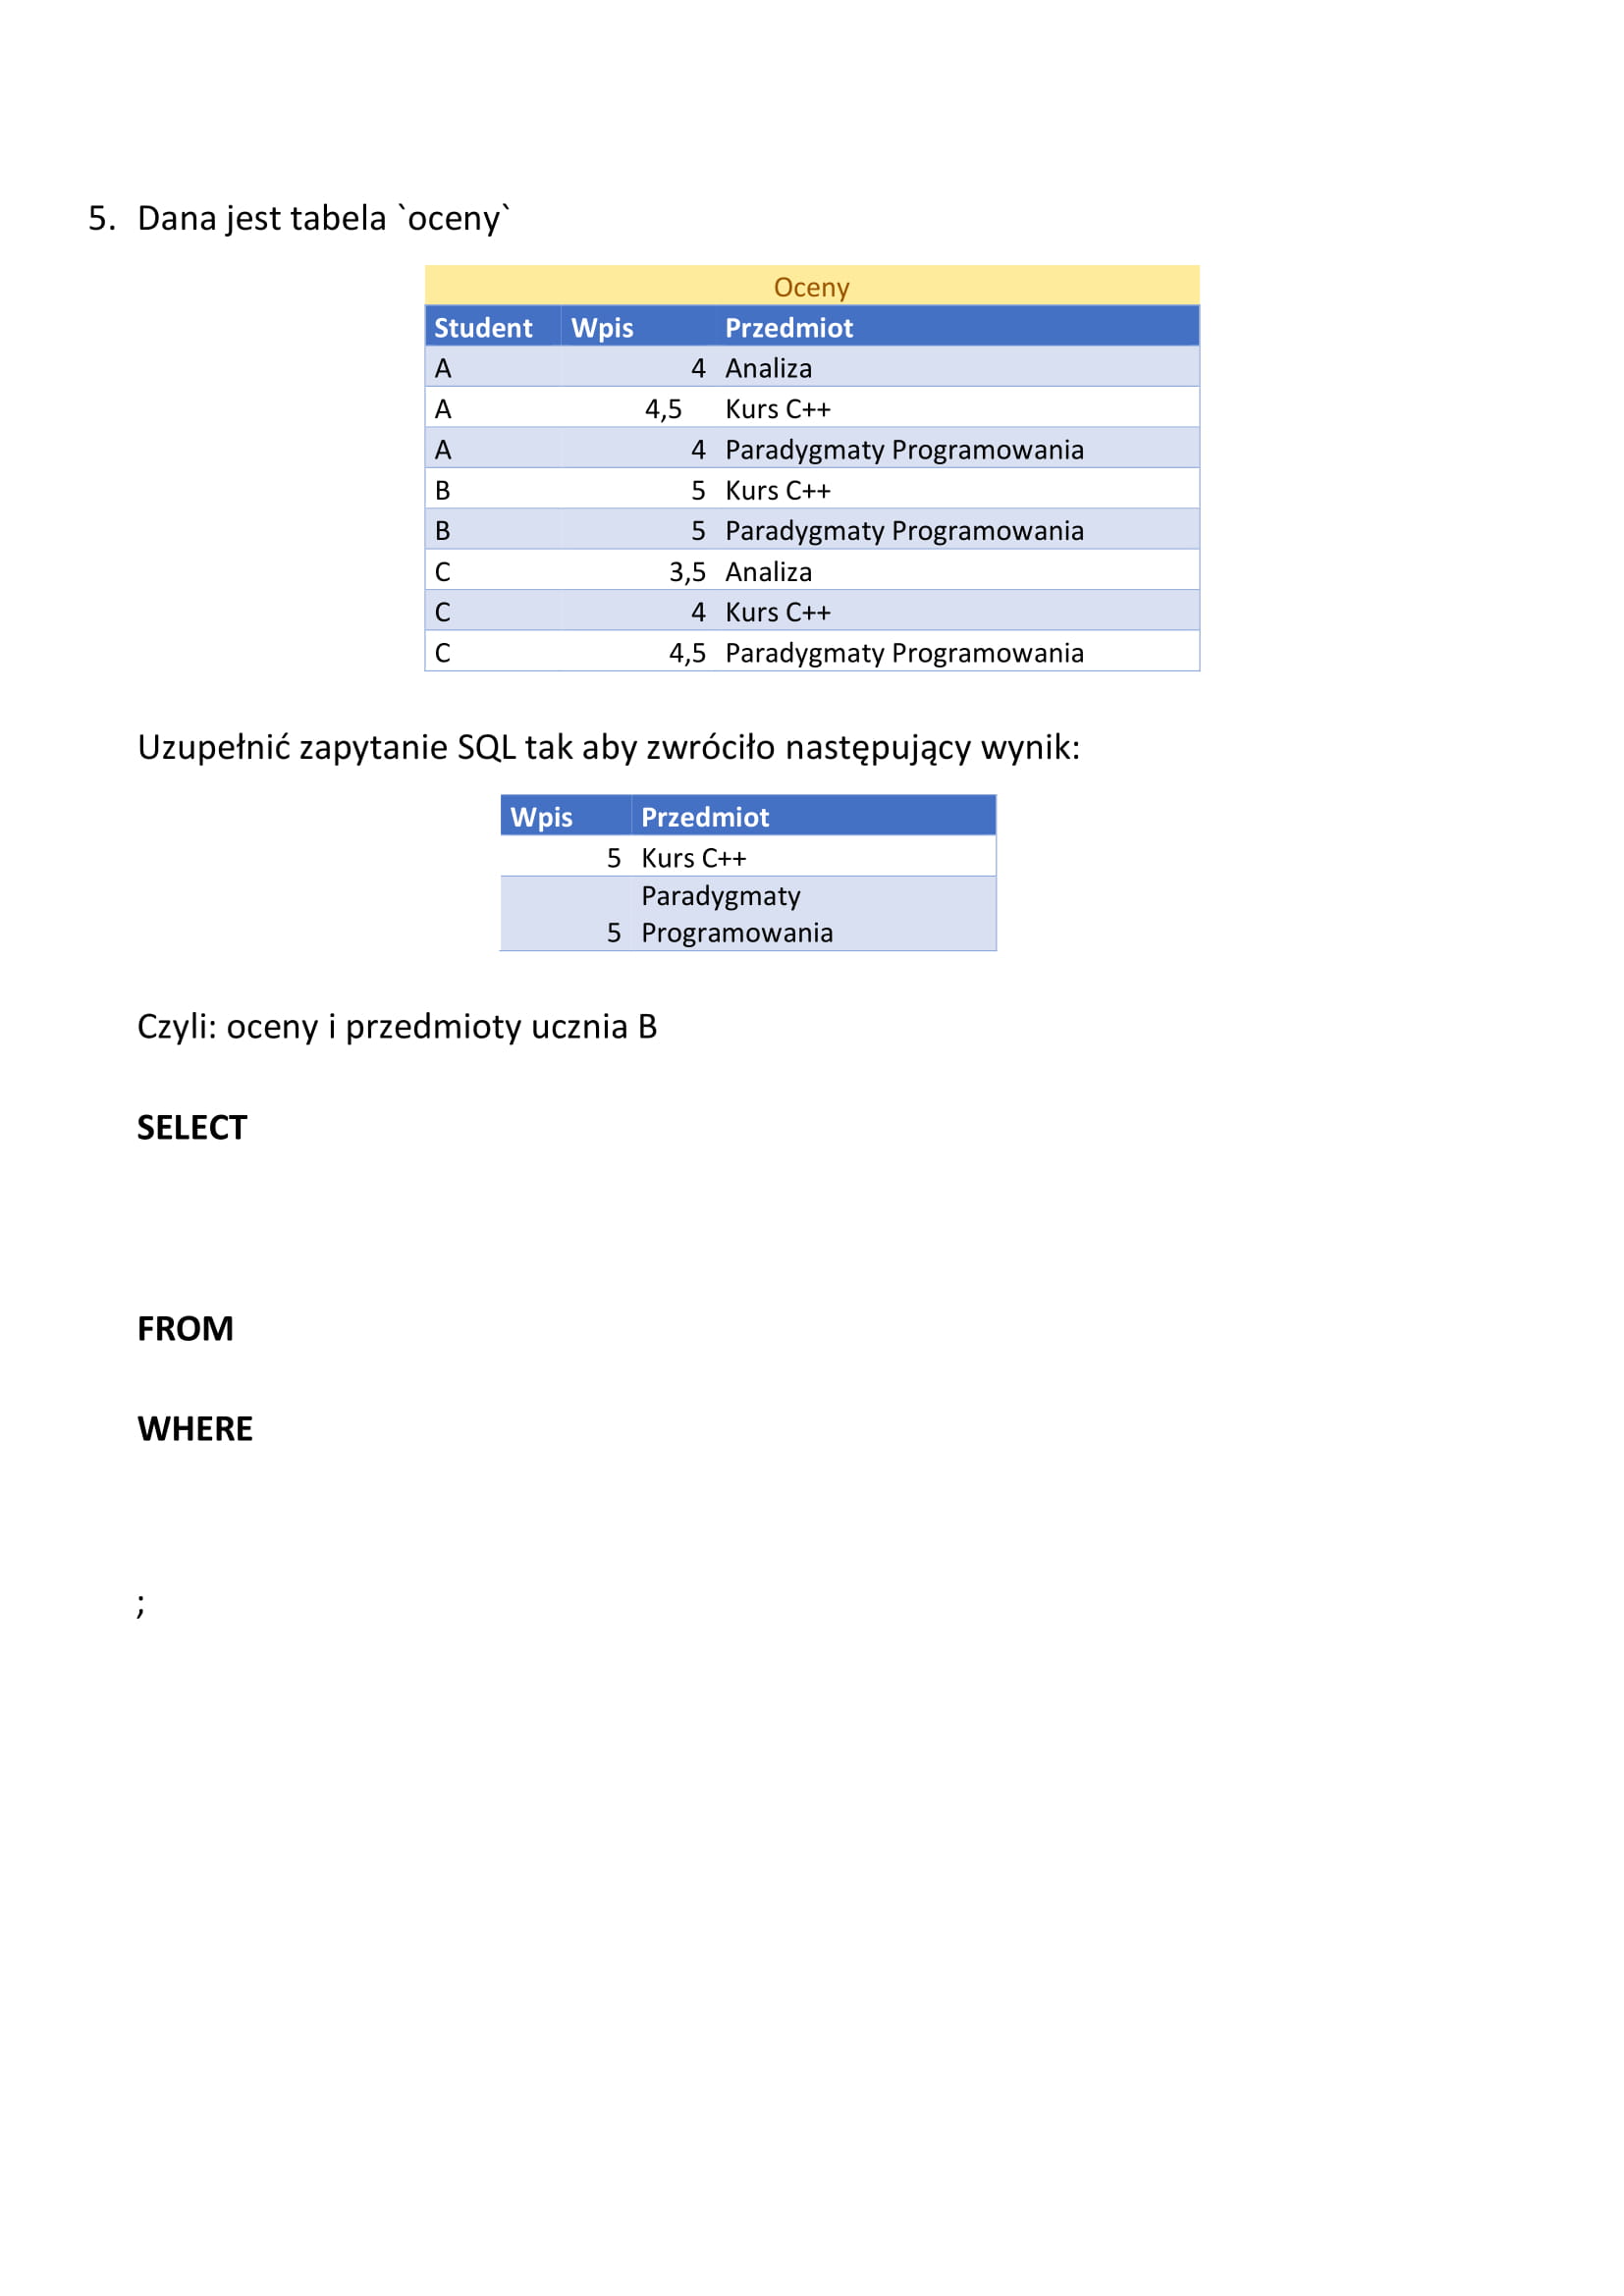 5. Dana jest tabela `oceny`
Oceny
Student Wpis Przedmiot
A 4 Analiza
A 4,5 Kurs C++
A 4 Paradygmaty Programowania
B 5 Kurs C++
B 5 Paradygmaty Programowania
C 3,5 Analiza
C 4 Kurs C++
C 4,5 Paradygmaty Programowania
Uzupełnić zapytanie SQL tak aby zwróciło następujący wynik:
Wpis Przedmiot
5 Kurs C++
Paradygmaty
5 Programowania
Czyli: oceny i przedmioty ucznia B
SELECT
FROM
WHERE
;